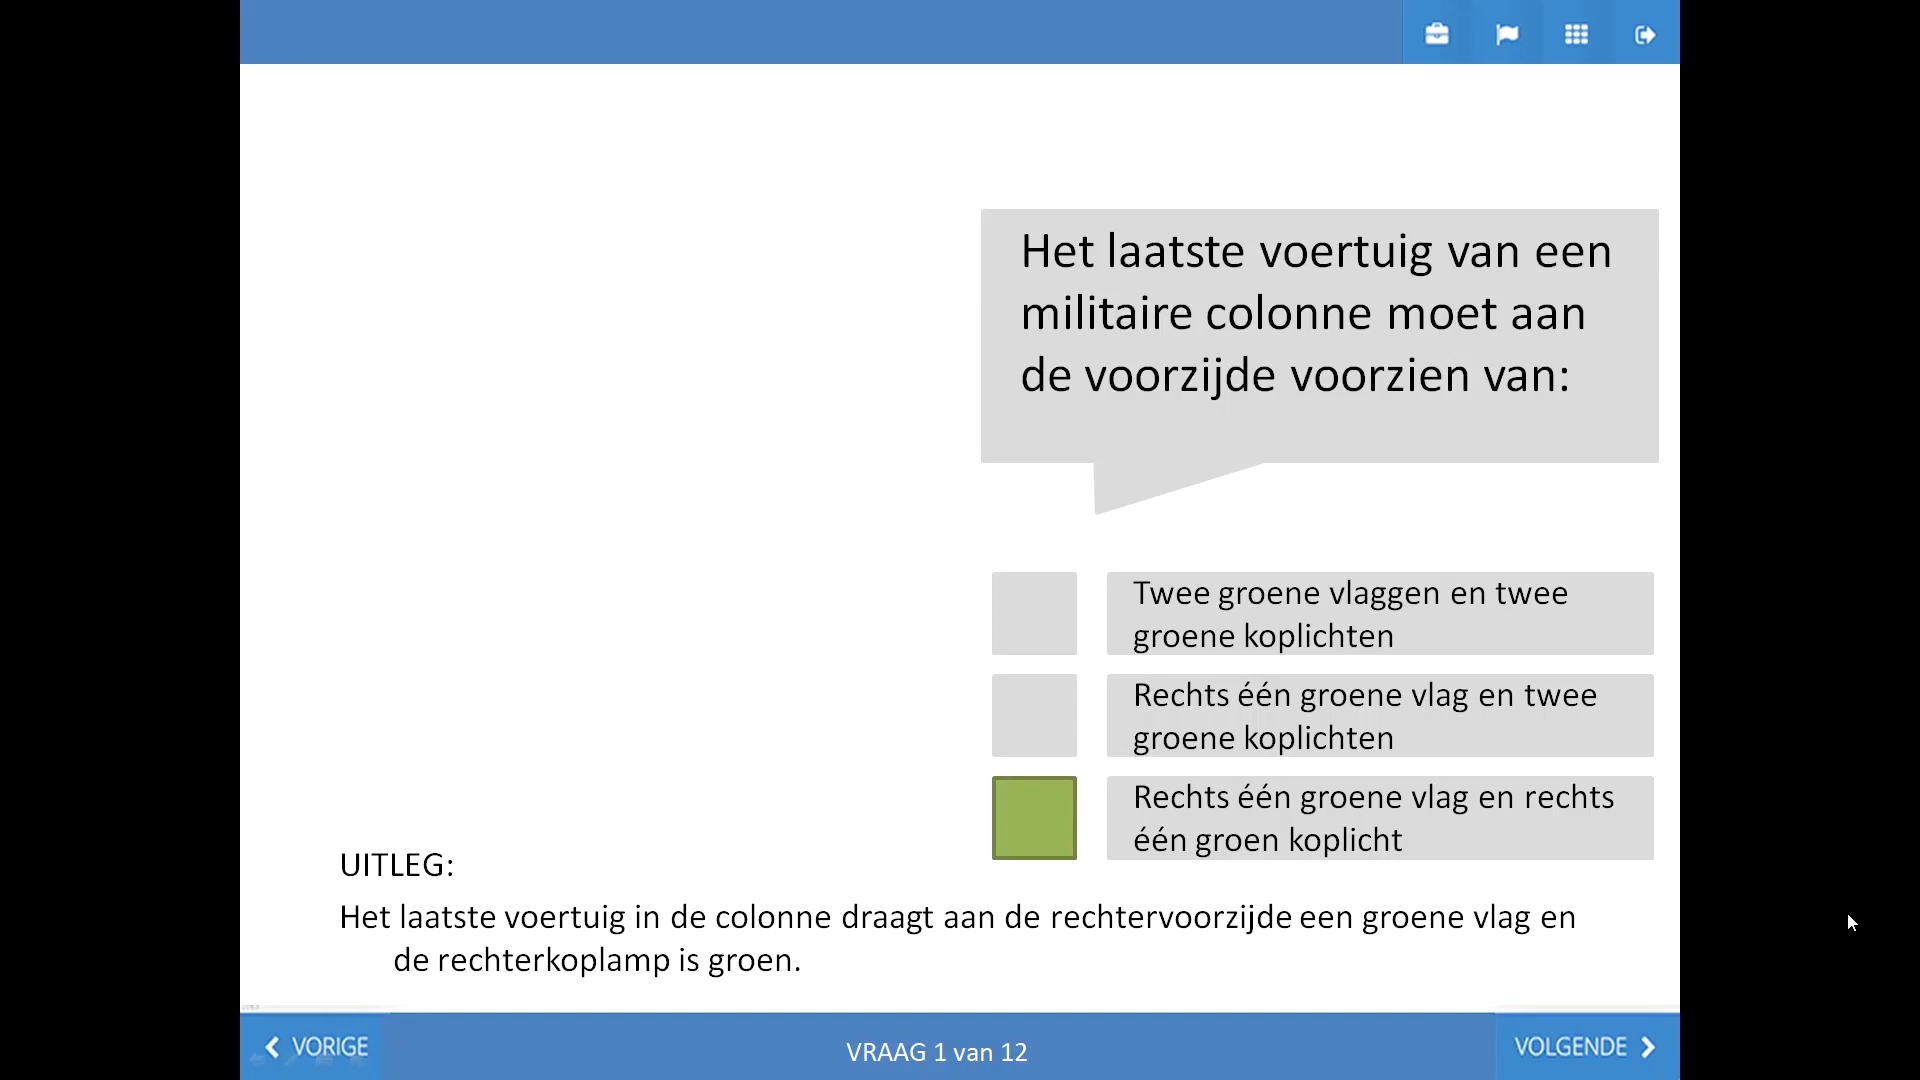 Het laatste voertuig van een
militaire colonne moet aan
de voorzijde voorzien van:
Twee groene vlaggen en twee
groene koplichten
Rechts één groene vlag en twee
groene koplichten
Rechts één groene vlag en rechts
één groen koplicht
UITLEG:
Het laatste voertuig in de colonne draagt aan de rechtervoorzijde een groene vlag en
de rechterkoplamp is groen.
VORIGE
VRAAG 1 van 12
VOLGENDE